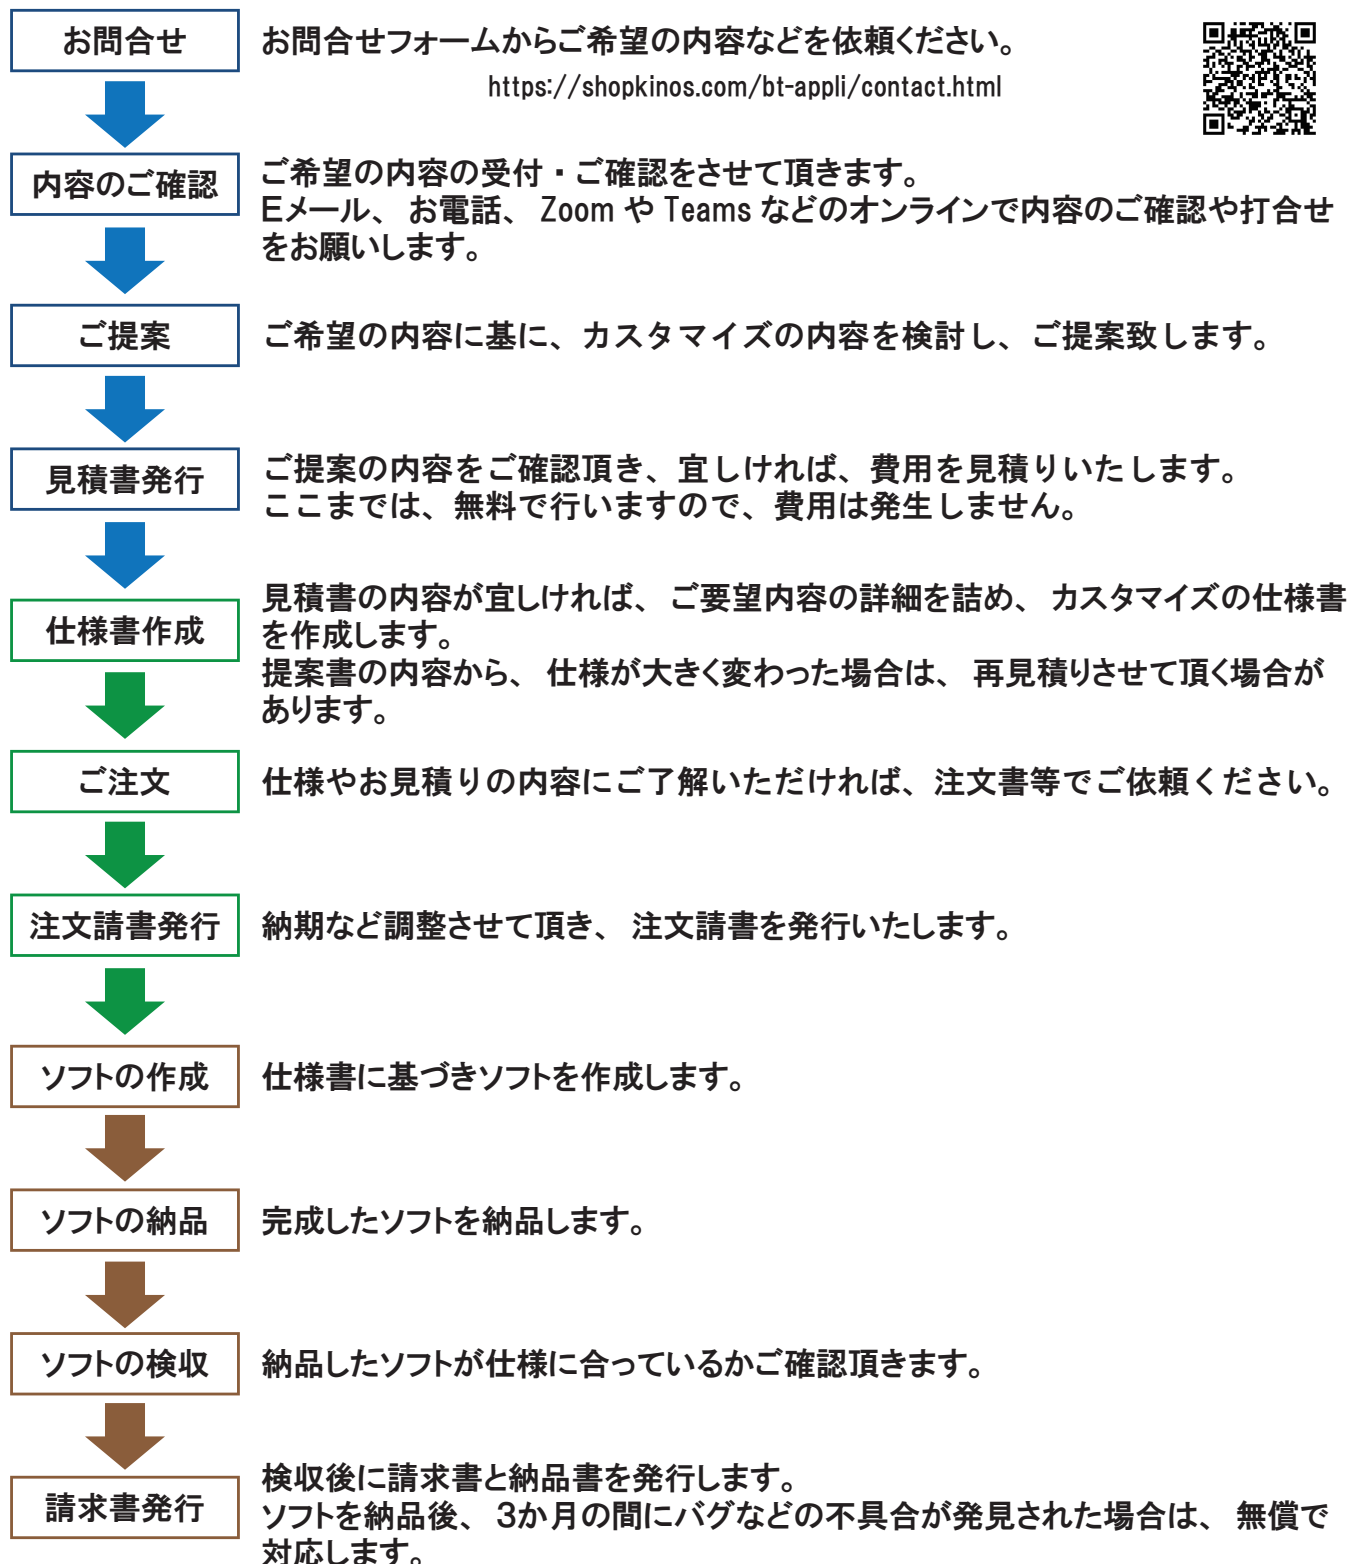 お問合せ
お問合せフォームからご希望の内容などを依頼ください。
https://shopkinos.com/bt-appli/contact.html
内容のご確認
ご希望の内容の受付・ご確認をさせて頂きます。
Eメール、お電話、Zoom や Teams などのオンラインで内容のご確認や打合せ
をお願いします。
ご提案
ご希望の内容に基に、カスタマイズの内容を検討し、ご提案致します。
見積書発行
ご提案の内容をご確認頂き、宜しければ、費用を見積りいたします。
ここまでは、無料で行いますので、費用は発生しません。
仕様書作成
見積書の内容が宜しければ、ご要望内容の詳細を詰め、カスタマイズの仕様書
を作成します。
提案書の内容から、仕様が大きく変わった場合は、再見積りさせて頂く場合が
あります。
ご注文
仕様やお見積りの内容にご了解いただければ、注文書等でご依頼ください。
注文請書発行
納期など調整させて頂き、注文請書を発行いたします。
ソフトの作成
仕様書に基づきソフトを作成します。
ソフトの納品
完成したソフトを納品します。
ソフトの検収
納品したソフトが仕様に合っているかご確認頂きます。
請求書発行
検収後に請求書と納品書を発行します。
ソフトを納品後、3か月の間にバグなどの不具合が発見された場合は、無償で
対応します。